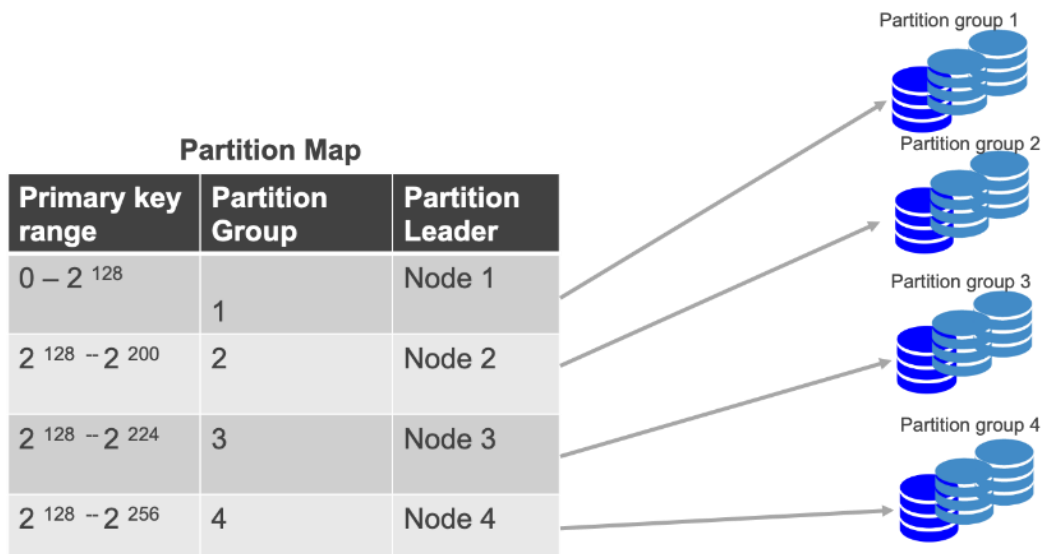 Partition group 1
Partition group 2
Partition Map
Primary key range
Partition Group
Partition Leader
0 – 2 ¹²⁸
1
Node 1
2 ¹²⁸ -- 2 ²⁰⁰
2
Node 2
2 ¹²⁸ -- 2 ²²⁴
3
Node 3
2 ¹²⁸ -- 2 ²⁵⁶
4
Node 4
Partition group 3
Partition group 4